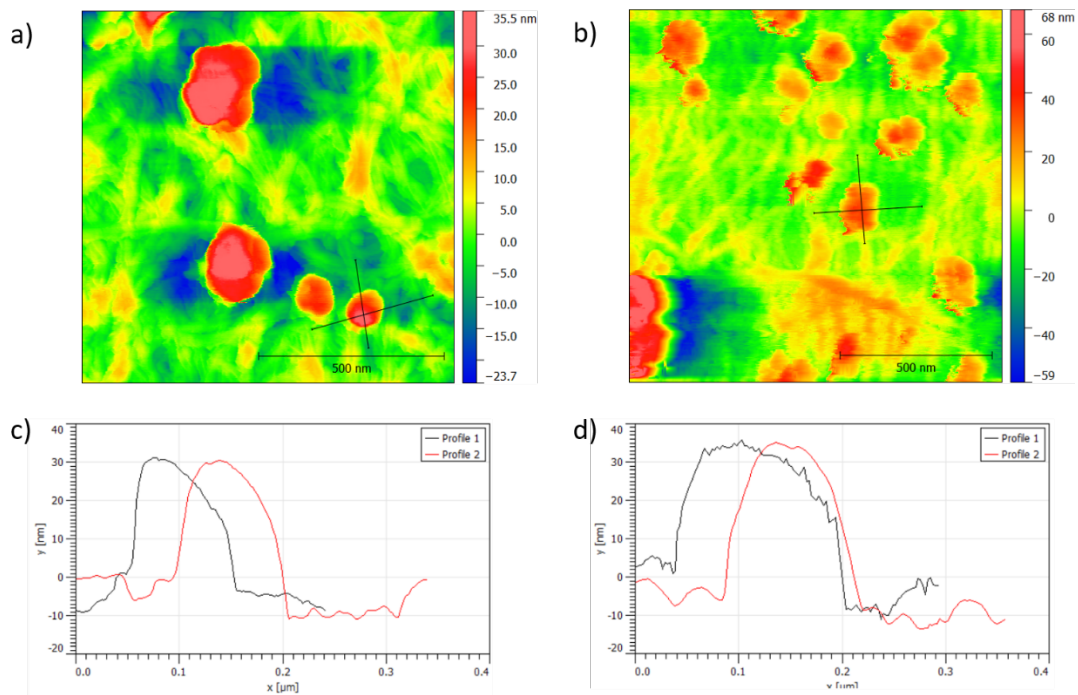 a)
35.5 nm
30.0
25.0
20.0
15.0
10.0
5.0
0.0
−5.0
−10.0
−15.0
−23.7
500 nm
b)
68 nm
60
40
20
0
−20
−40
−59
500 nm
c)
40
30
20
10
0
-10
-20
y [nm]
Profile 1
Profile 2
0.0 0.1 0.2 0.3 0.4
x [µm]
d)
40
30
20
10
0
-10
-20
y [nm]
Profile 1
Profile 2
0.0 0.1 0.2 0.3 0.4
x [µm]